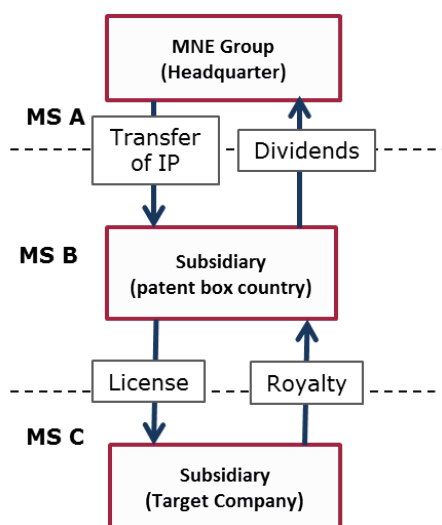 MNE Group
(Headquarter)
MS A
Transfer
of IP
Dividends
MS B
Subsidiary
(patent box country)
License
Royalty
MS C
Subsidiary
(Target Company)